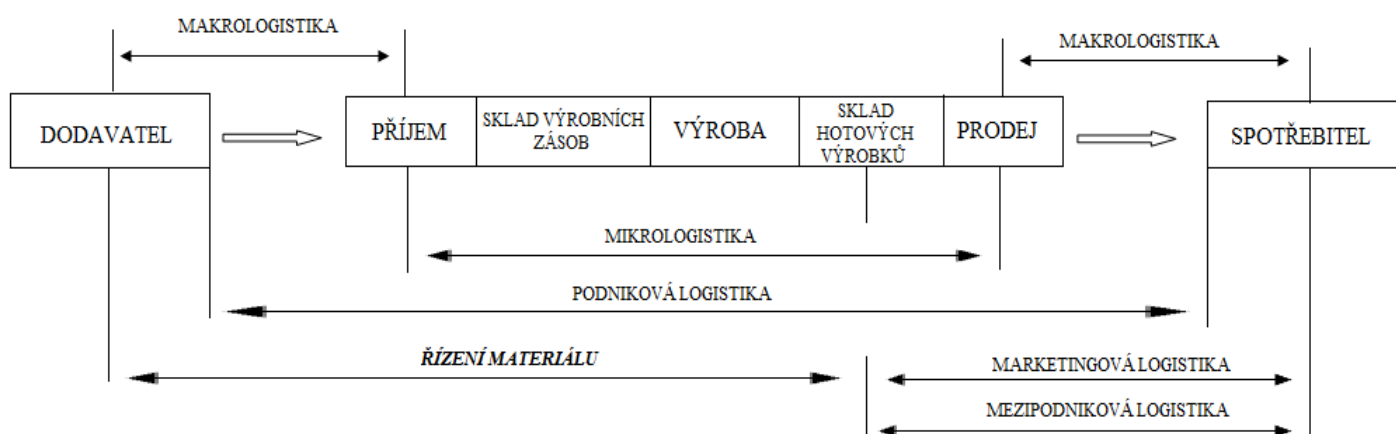 MAKROLOGISTIKA
MAKROLOGISTIKA
DODAVATEL
PŘÍJEM
SKLAD VÝROBNÍCH
ZÁSOB
VÝROBA
SKLAD
HOTOVÝCH
VÝROBKŮ
PRODEJ
SPOTŘEBITEL
MIKROLOGISTIKA
PODNIKOVÁ LOGISTIKA
ŘÍZENÍ MATERIÁLU
MARKETINGOVÁ LOGISTIKA
MEZIPODNIKOVÁ LOGISTIKA